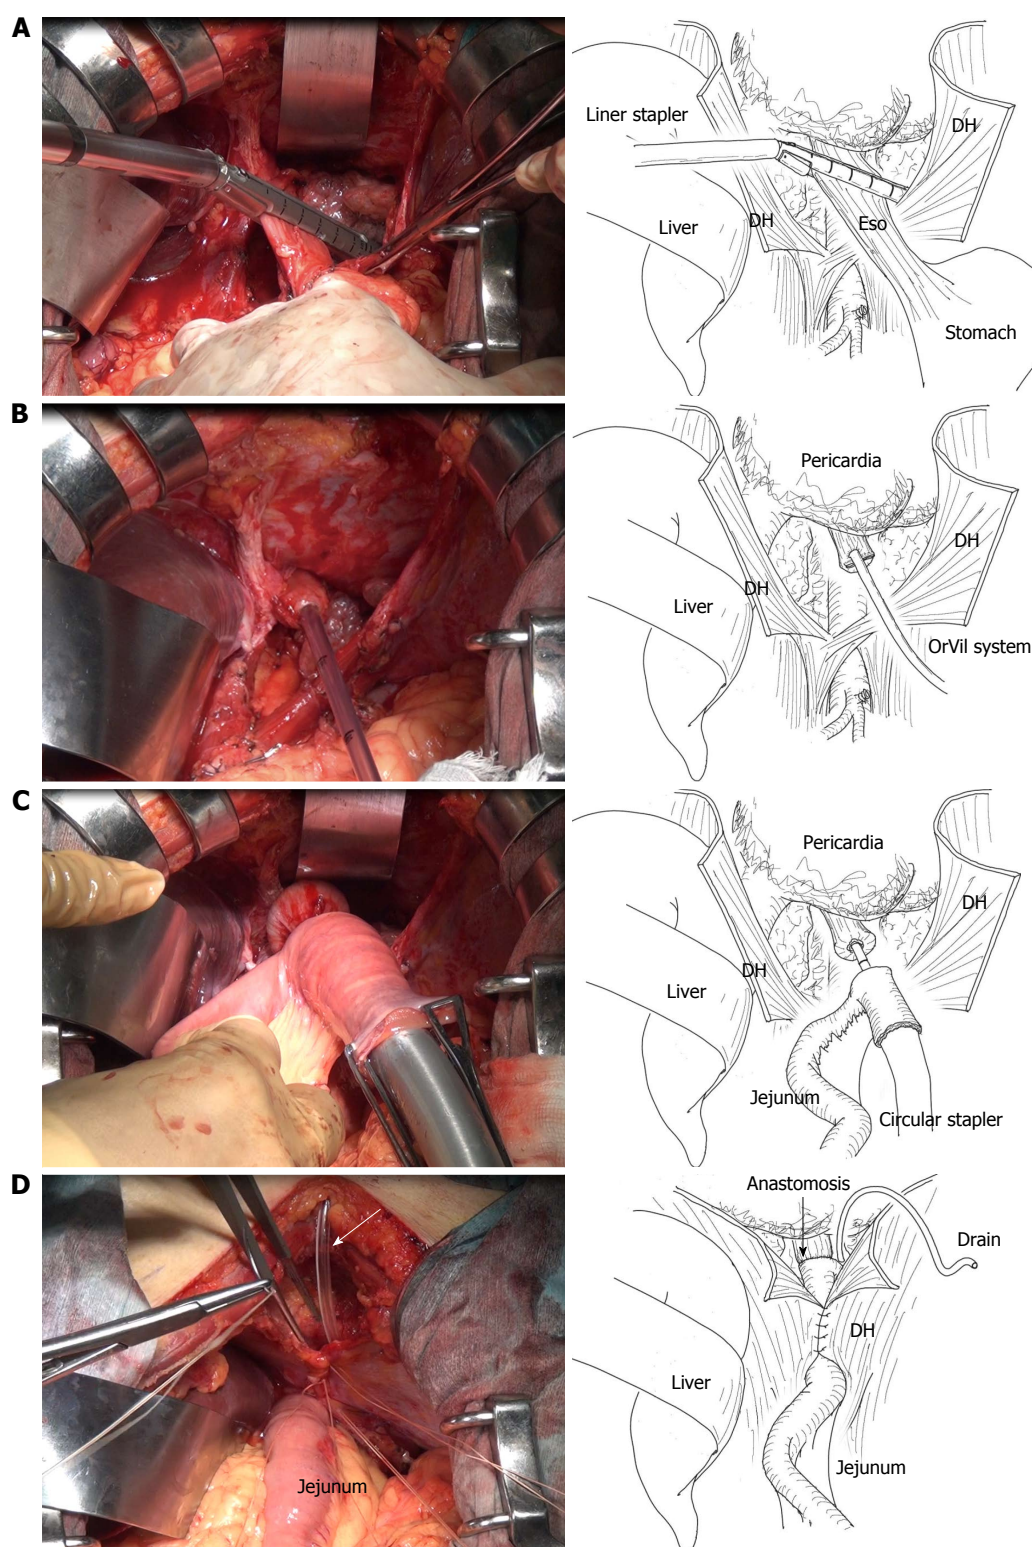 A
Liner stapler
DH
Liver
DH
Eso
Stomach
B
Pericardia
DH
DH
Liver
OrVil system
C
Pericardia
DH
DH
Liver
Jejunum
Circular stapler
D
Anastomosis
Drain
DH
Liver
Jejunum
Jejunum